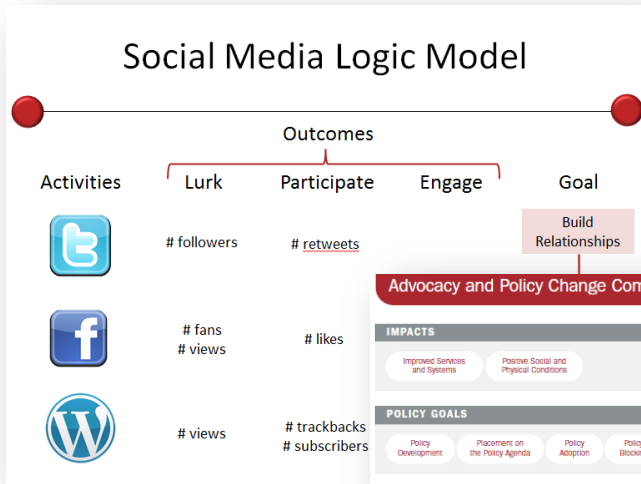 Social Media Logic Model
Outcomes
Activities Lurk Participate Engage Goal
Build
Relationships
# followers # retweets
Advocacy and Policy Change Com
# fans
# views
# likes
IMPACTS
Improved Services
and Systems
Positive Social and
Physical Conditions
POLICY GOALS
# views
# trackbacks
# subscribers
Policy
Development
Placement on
the Policy Agenda
Policy
Adoption
Policy
Blockin